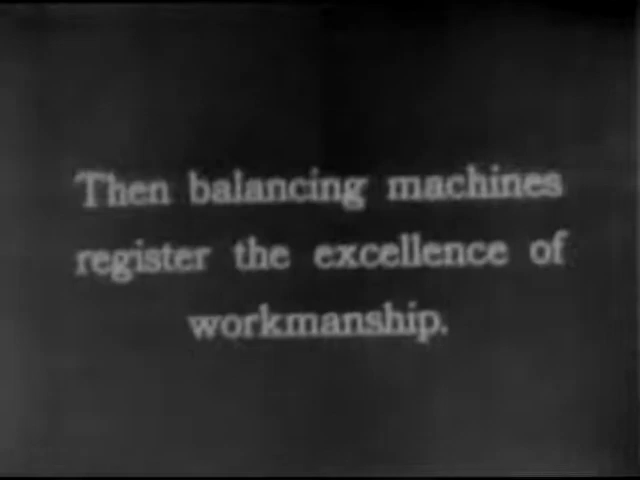 Then balancing machines
register the excellence of
workmanship.